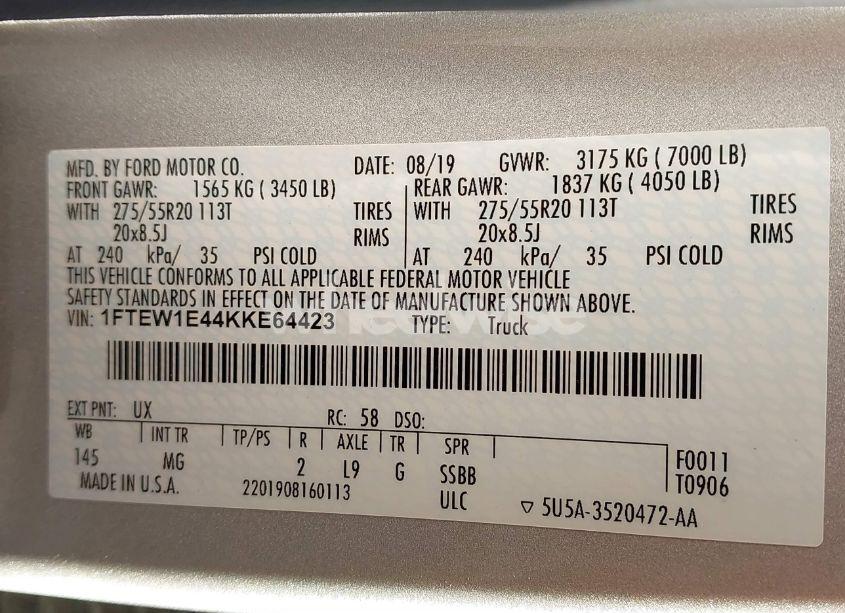 MFD. BY FORD MOTOR CO. DATE: 08/19 GVWR: 3175 KG ( 7000 LB)
FRONT GAWR: 1565 KG ( 3450 LB) REAR GAWR: 1837 KG ( 4050 LB)
WITH 275/55R20 113T TIRES WITH 275/55R20 113T TIRES
20x8.5J RIMS 20x8.5J RIMS
AT 240 kPa/ 35 PSI COLD AT 240 kPa/ 35 PSI COLD
THIS VEHICLE CONFORMS TO ALL APPLICABLE FEDERAL MOTOR VEHICLE
SAFETY STANDARDS IN EFFECT ON THE DATE OF MANUFACTURE SHOWN ABOVE.
VIN: 1FTEW1E44KKE64423 TYPE: Truck
EXT PNT: UX RC: 58 DSO:
WB INT TR TP/PS R AXLE TR SPR
145 MG 2 L9 G SSBB F0011
MADE IN U.S.A. 2201908160113 ULC T0906
5U5A-3520472-AA